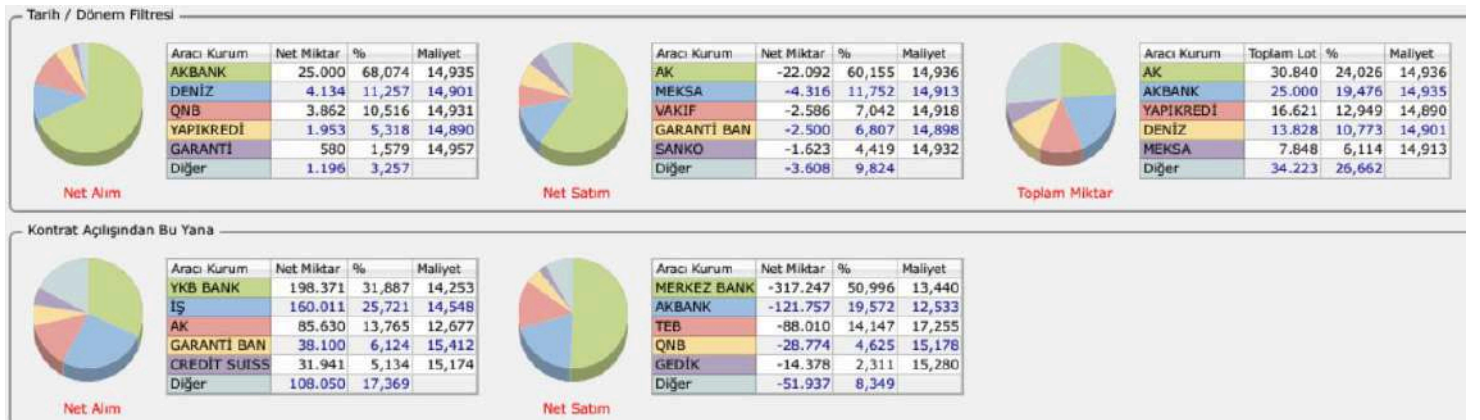 Tarih / Dönem Filtresi
Aracı Kurum Net Miktar % Maliyet
AKBANK 25.000 68,074 14,935
DENİZ 4.134 11,257 14,901
QNB 3.862 10,516 14,931
YAPIKREDİ 1.953 5,318 14,890
GARANTİ 580 1,579 14,957
Diğer 1.196 3,257
Net Alım
Aracı Kurum Net Miktar % Maliyet
AK -22.092 60,155 14,936
MEKSA -4.316 11,752 14,913
VAKIF -2.586 7,042 14,918
GARANTİ BAN -2.500 6,807 14,898
SANKO -1.623 4,419 14,932
Diğer -3.608 9,824
Net Satım
Aracı Kurum Toplam Lot % Maliyet
AK 30.840 24,026 14,936
AKBANK 25.000 19,476 14,935
YAPIKREDİ 16.621 12,949 14,890
DENİZ 13.828 10,773 14,901
MEKSA 7.848 6,114 14,913
Diğer 34.223 26,662
Toplam Miktar
Kontrat Açılışından Bu Yana
Aracı Kurum Net Miktar % Maliyet
YKB BANK 198.371 31,887 14,253
İŞ 160.011 25,721 14,548
AK 85.630 13,765 12,677
GARANTİ BAN 38.100 6,124 15,412
CREDİT SUISS 31.941 5,134 15,174
Diğer 108.050 17,369
Net Alım
Aracı Kurum Net Miktar % Maliyet
MERKEZ BANK -317.247 50,996 13,440
AKBANK -121.757 19,572 12,533
TEB -88.010 14,147 17,255
QNB -28.774 4,625 15,178
GEDİK -14.378 2,311 15,280
Diğer -51.937 8,349
Net Satım